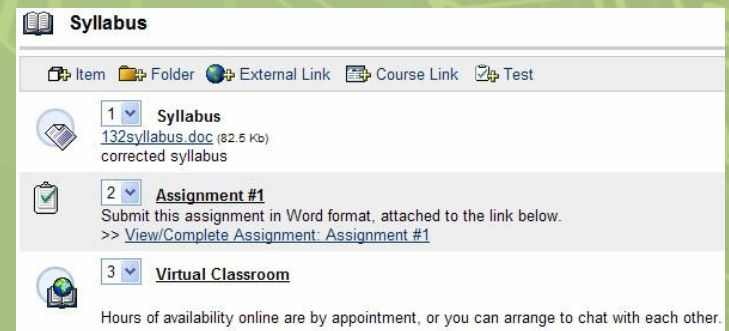 Syllabus
Item Folder External Link Course Link Test
1 Syllabus
132syllabus.doc (82.5 Kb)
corrected syllabus
2 Assignment #1
Submit this assignment in Word format, attached to the link below.
>> View/Complete Assignment: Assignment #1
3 Virtual Classroom
Hours of availability online are by appointment, or you can arrange to chat with each other.